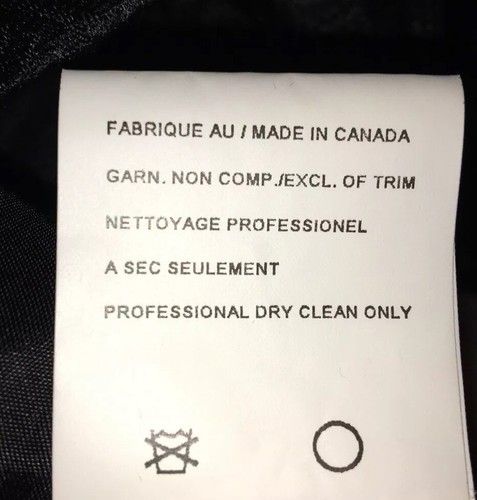 FABRIQUE AU / MADE IN CANADA
GARN. NON COMP./EXCL. OF TRIM
NETTOYAGE PROFESSIONEL
A SEC SEULEMENT
PROFESSIONAL DRY CLEAN ONLY